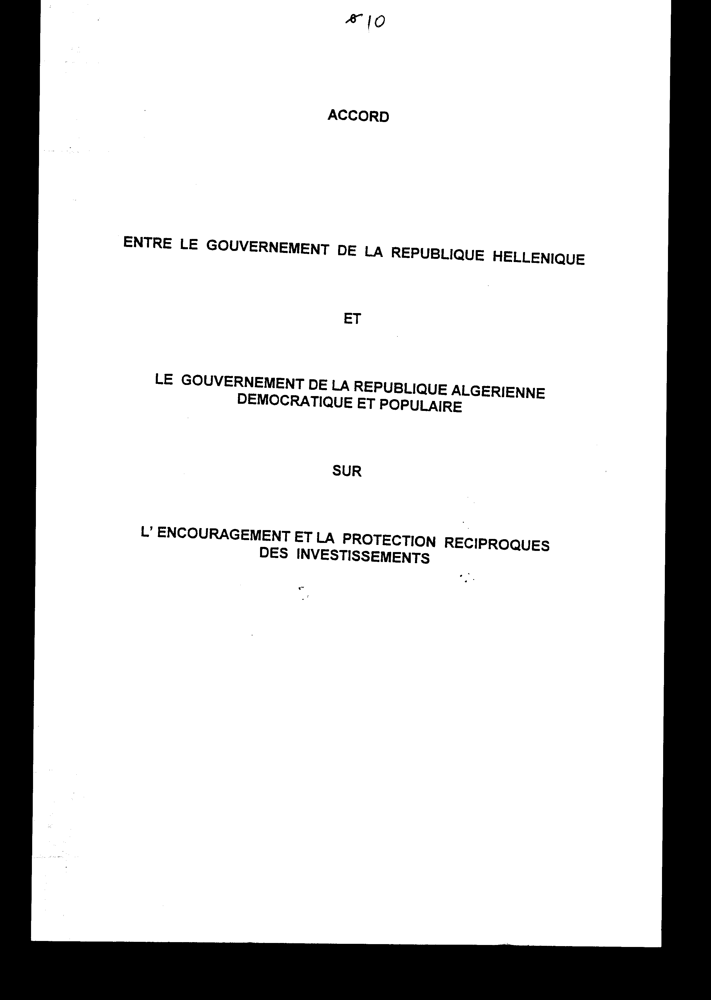 10
ACCORD
ENTRE LE GOUVERNEMENT DE LA REPUBLIQUE HELLENIQUE
ET
LE GOUVERNEMENT DE LA REPUBLIQUE ALGERIENNE
DEMOCRATIQUE ET POPULAIRE
SUR
L' ENCOURAGEMENT ET LA PROTECTION RECIPROQUES
DES INVESTISSEMENTS